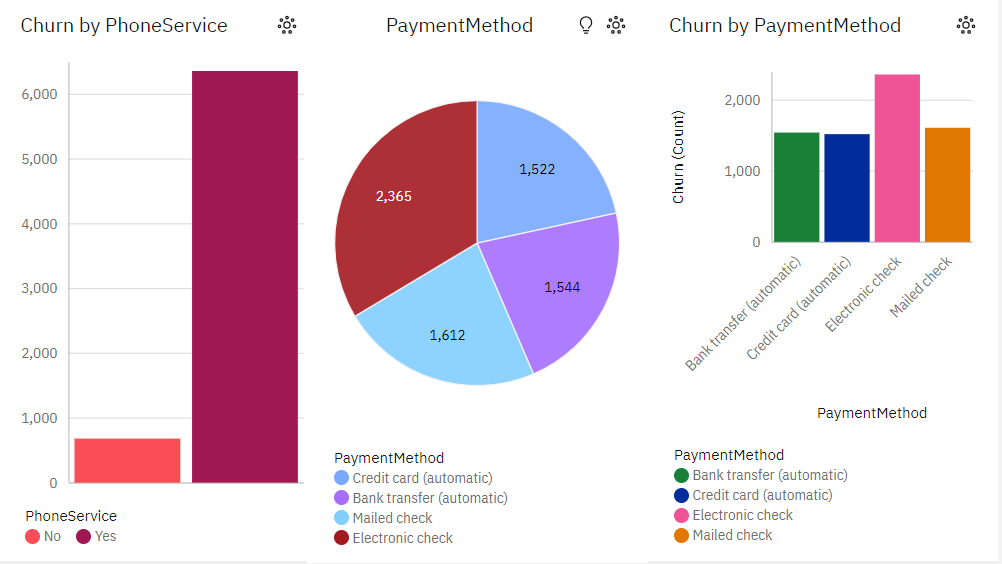 Churn by PhoneService
6,000
5,000
4,000
3,000
2,000
1,000
0
PhoneService
No
Yes
PaymentMethod
1,522
2,365
1,544
1,612
PaymentMethod
Credit card (automatic)
Bank transfer (automatic)
Mailed check
Electronic check
Churn by PaymentMethod
Churn (Count)
2,000
1,000
0
Bank transfer (automatic)
Credit card (automatic)
Electronic check
Mailed check
PaymentMethod
PaymentMethod
Bank transfer (automatic)
Credit card (automatic)
Electronic check
Mailed check